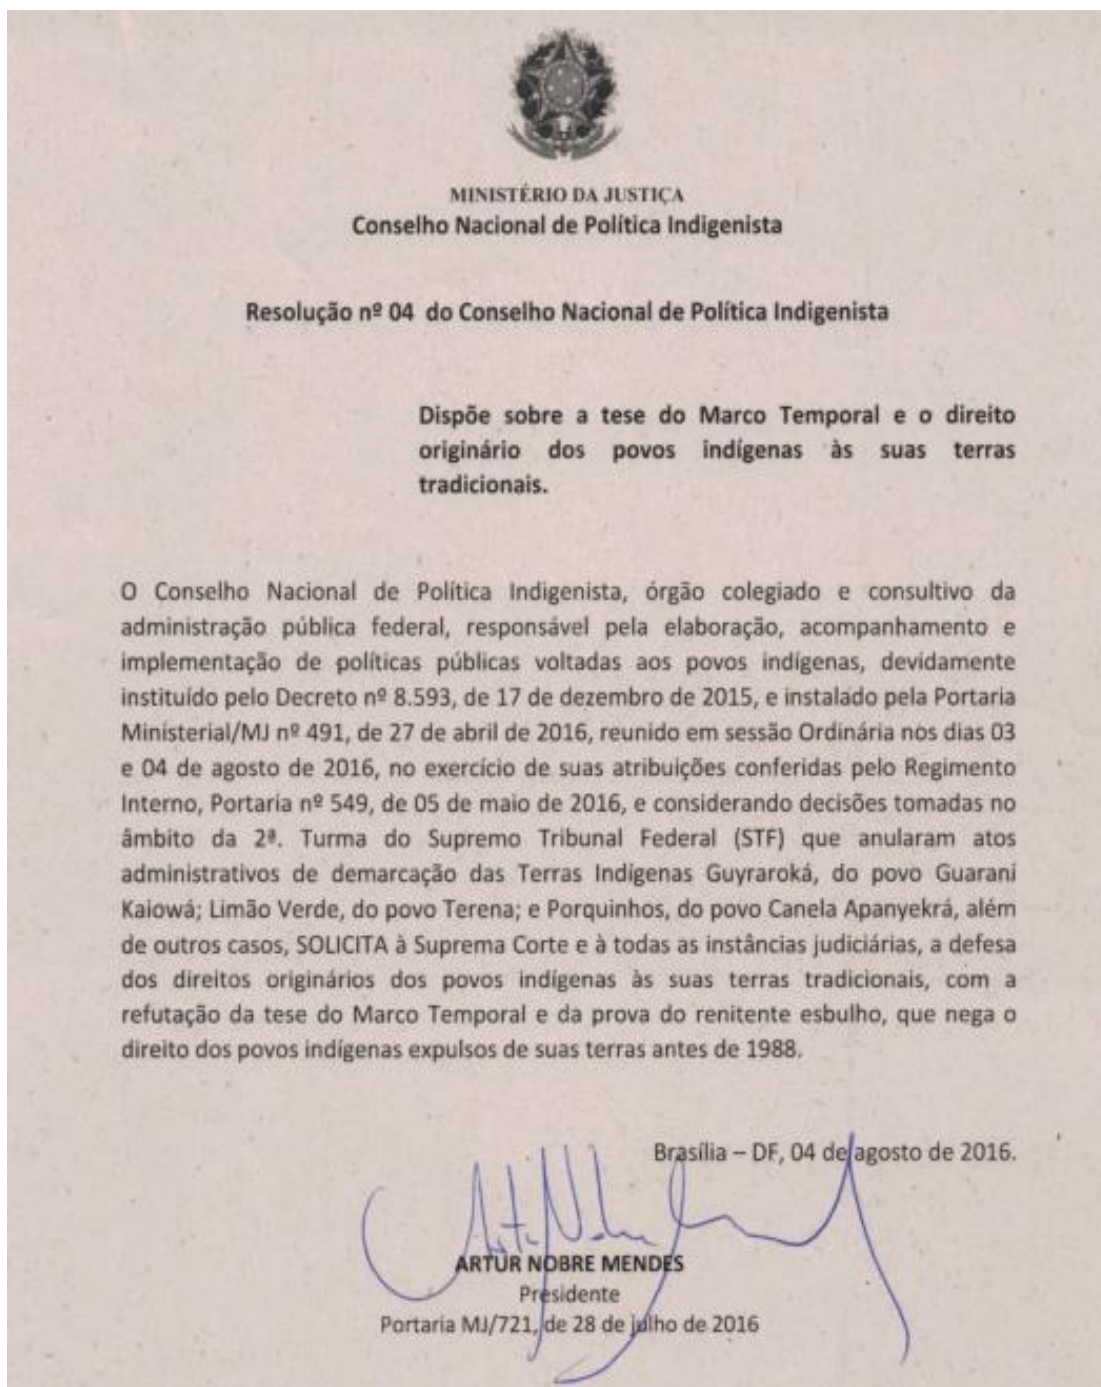 MINISTÉRIO DA JUSTIÇA
Conselho Nacional de Política Indigenista
Resolução nº 04 do Conselho Nacional de Política Indigenista
Dispõe sobre a tese do Marco Temporal e o direito
originário dos povos indígenas às suas terras
tradicionais.
O Conselho Nacional de Política Indigenista, órgão colegiado e consultivo da
administração pública federal, responsável pela elaboração, acompanhamento e
implementação de políticas públicas voltadas aos povos indígenas, devidamente
instituído pelo Decreto nº 8.593, de 17 de dezembro de 2015, e instalado pela Portaria
Ministerial/MJ nº 491, de 27 de abril de 2016, reunido em sessão Ordinária nos dias 03
e 04 de agosto de 2016, no exercício de suas atribuições conferidas pelo Regimento
Interno, Portaria nº 549, de 05 de maio de 2016, e considerando decisões tomadas no
âmbito da 2ª. Turma do Supremo Tribunal Federal (STF) que anularam atos
administrativos de demarcação das Terras Indígenas Guyraroká, do povo Guarani
Kaiowá; Limão Verde, do povo Terena; e Porquinhos, do povo Canela Apanyekrá, além
de outros casos, SOLICITA à Suprema Corte e à todas as instâncias judiciárias, a defesa
dos direitos originários dos povos indígenas às suas terras tradicionais, com a
refutação da tese do Marco Temporal e da prova do renitente esbulho, que nega o
direito dos povos indígenas expulsos de suas terras antes de 1988.
Brasília – DF, 04 de agosto de 2016.
ARTUR NOBRE MENDES
Presidente
Portaria MJ/721, de 28 de julho de 2016